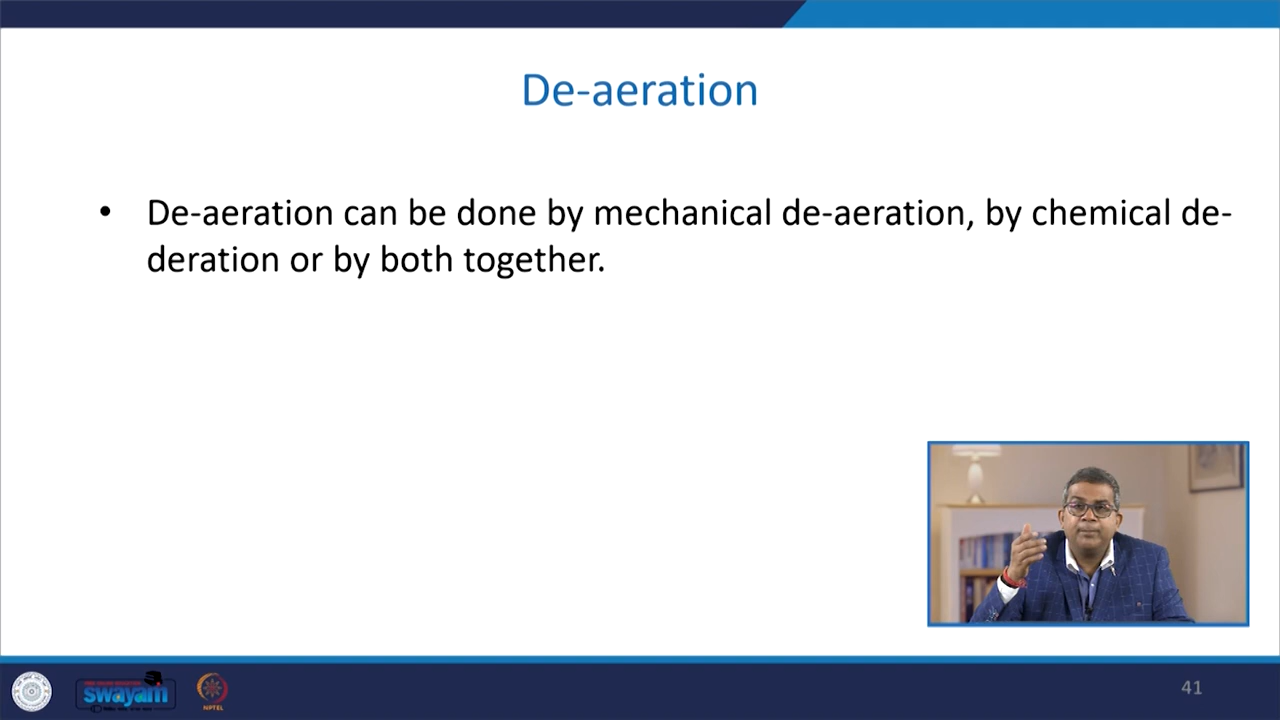 De-aeration
• De-aeration can be done by mechanical de-aeration, by chemical de-
deration or by both together.
swayam
NPTEL
41